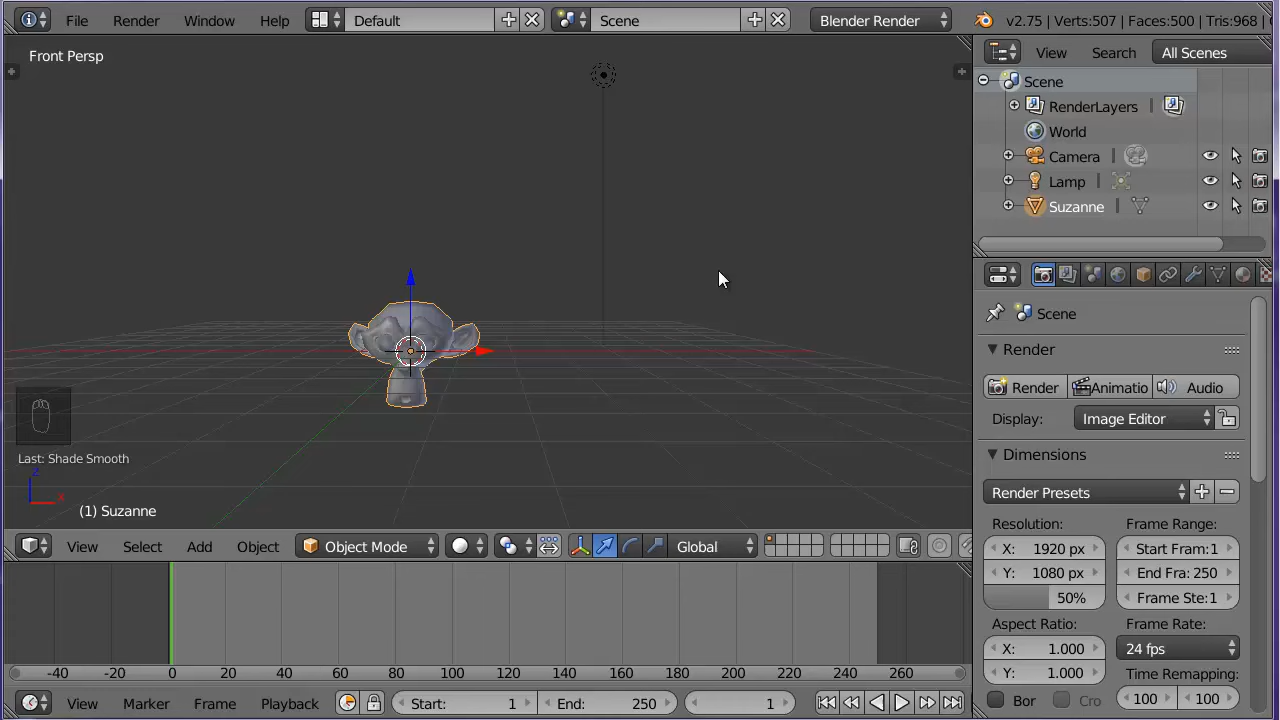 File Render Window Help Default Scene Blender Render v2.75 | Verts:507 | Faces:500 | Tris:968 |
Front Persp
View Search All Scenes
Scene
RenderLayers
World
Camera
Lamp
Suzanne
Scene
Render
Render Animatio Audio
Display: Image Editor
Dimensions
Render Presets
Resolution: Frame Range:
X: 1920 px Start Fram:1
Y: 1080 px End Fra: 250
50% Frame Ste:1
Aspect Ratio: Frame Rate:
X: 1.000 24 fps
Y: 1.000 Time Remapping:
Bor Cro 100 100
Last: Shade Smooth
z
x
(1) Suzanne
View Select Add Object Object Mode Global
-40 -20 0 20 40 60 80 100 120 140 160 180 200 220 240 260
View Marker Frame Playback Start: 1 End: 250 1